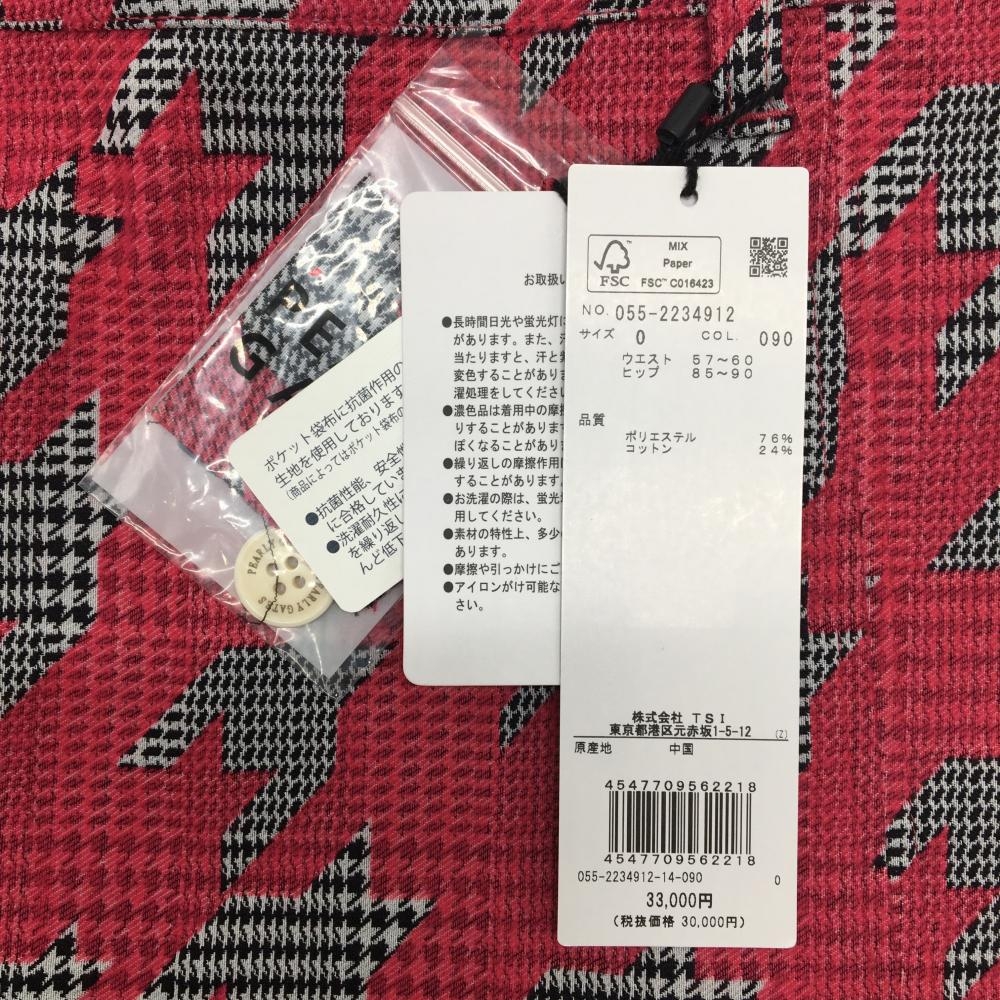 MIX
Paper
FSC
FSC™ C016423
NO. 055-2234912
サイズ 0 COL. 090
ウエスト 57~60
ヒップ 85~90
品質
ポリエステル 76%
コットン 24%
株式会社 TSI
東京都港区元赤坂1-5-12 (Z)
原産地 中国
4547709562218
4547709562218
055-2234912-14-090 0
33,000円
(税抜価格 30,000円)
お取扱い
●長時間日光や蛍光灯に
があります。また、汗
当たりますと、汗と
変色することがありま
濯処理をしてください
●濃色品は着用中の摩擦
りすることがあります
ぽくなることがあり
●繰り返しの摩擦作用に
することがあります
●お洗濯の際は、蛍光
用してください。
●素材の特性上、多少
あります。
●摩擦や引っかけにご
●アイロンがけ可能な
さい。
ポケット袋布に抗菌作用の
生地を使用しております
(商品によってはポケット袋布の
●抗菌性能、安全性
に合格していま
●洗濯耐久性に
を繰り返し
んど低下
PEARLY GATES